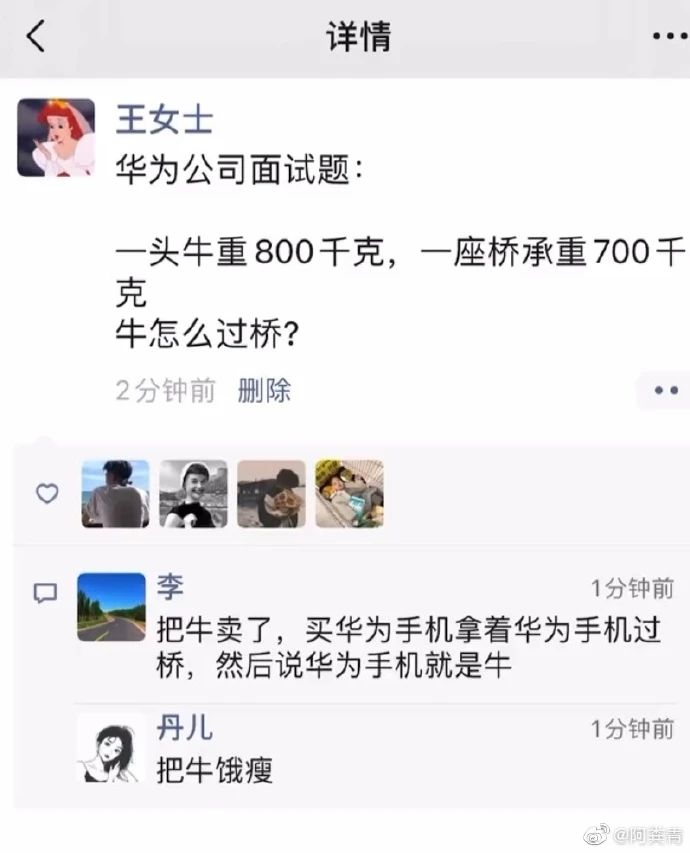 详情
王女士
华为公司面试题：
一头牛重800千克，一座桥承重700千
克
牛怎么过桥？
2分钟前 删除
李 1分钟前
把牛卖了，买华为手机拿着华为手机过
桥，然后说华为手机就是牛
丹儿 1分钟前
把牛饿瘦
@阿粪青